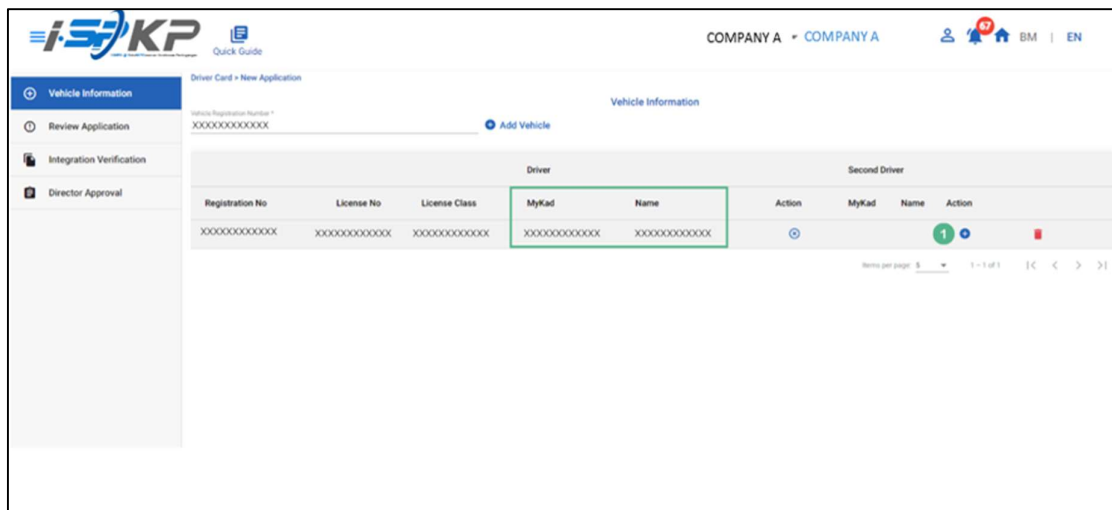 i-SPKP
Quick Guide
COMPANY A COMPANY A
67
BM | EN
Vehicle Information
Review Application
Integration Verification
Director Approval
Driver Card > New Application
Vehicle Information
Vehicle Registration Number *
XXXXXXXXXXXX
Add Vehicle
Driver Second Driver
Registration No License No License Class MyKad Name Action MyKad Name Action
XXXXXXXXXXXX XXXXXXXXXXXX XXXXXXXXXXXX XXXXXXXXXXXX XXXXXXXXXXXX 1
Items per page: 5 1 – 1 of 1